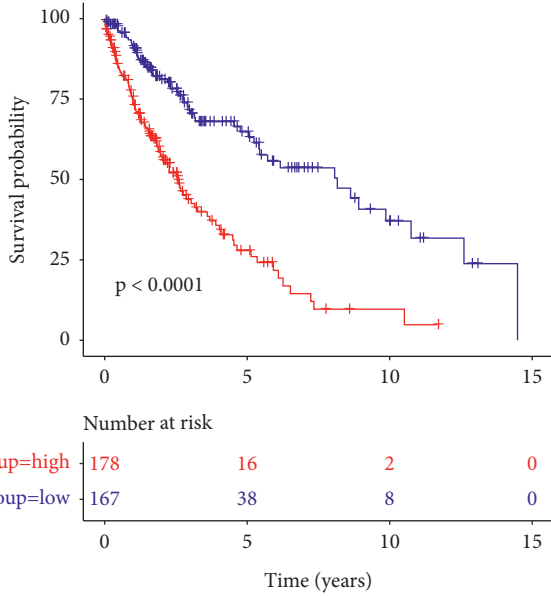 100
75
50
25
0
Survival probability
p < 0.0001
0 5 10 15
Number at risk
up=high 178 16 2 0
oup=low 167 38 8 0
0 5 10 15
Time (years)